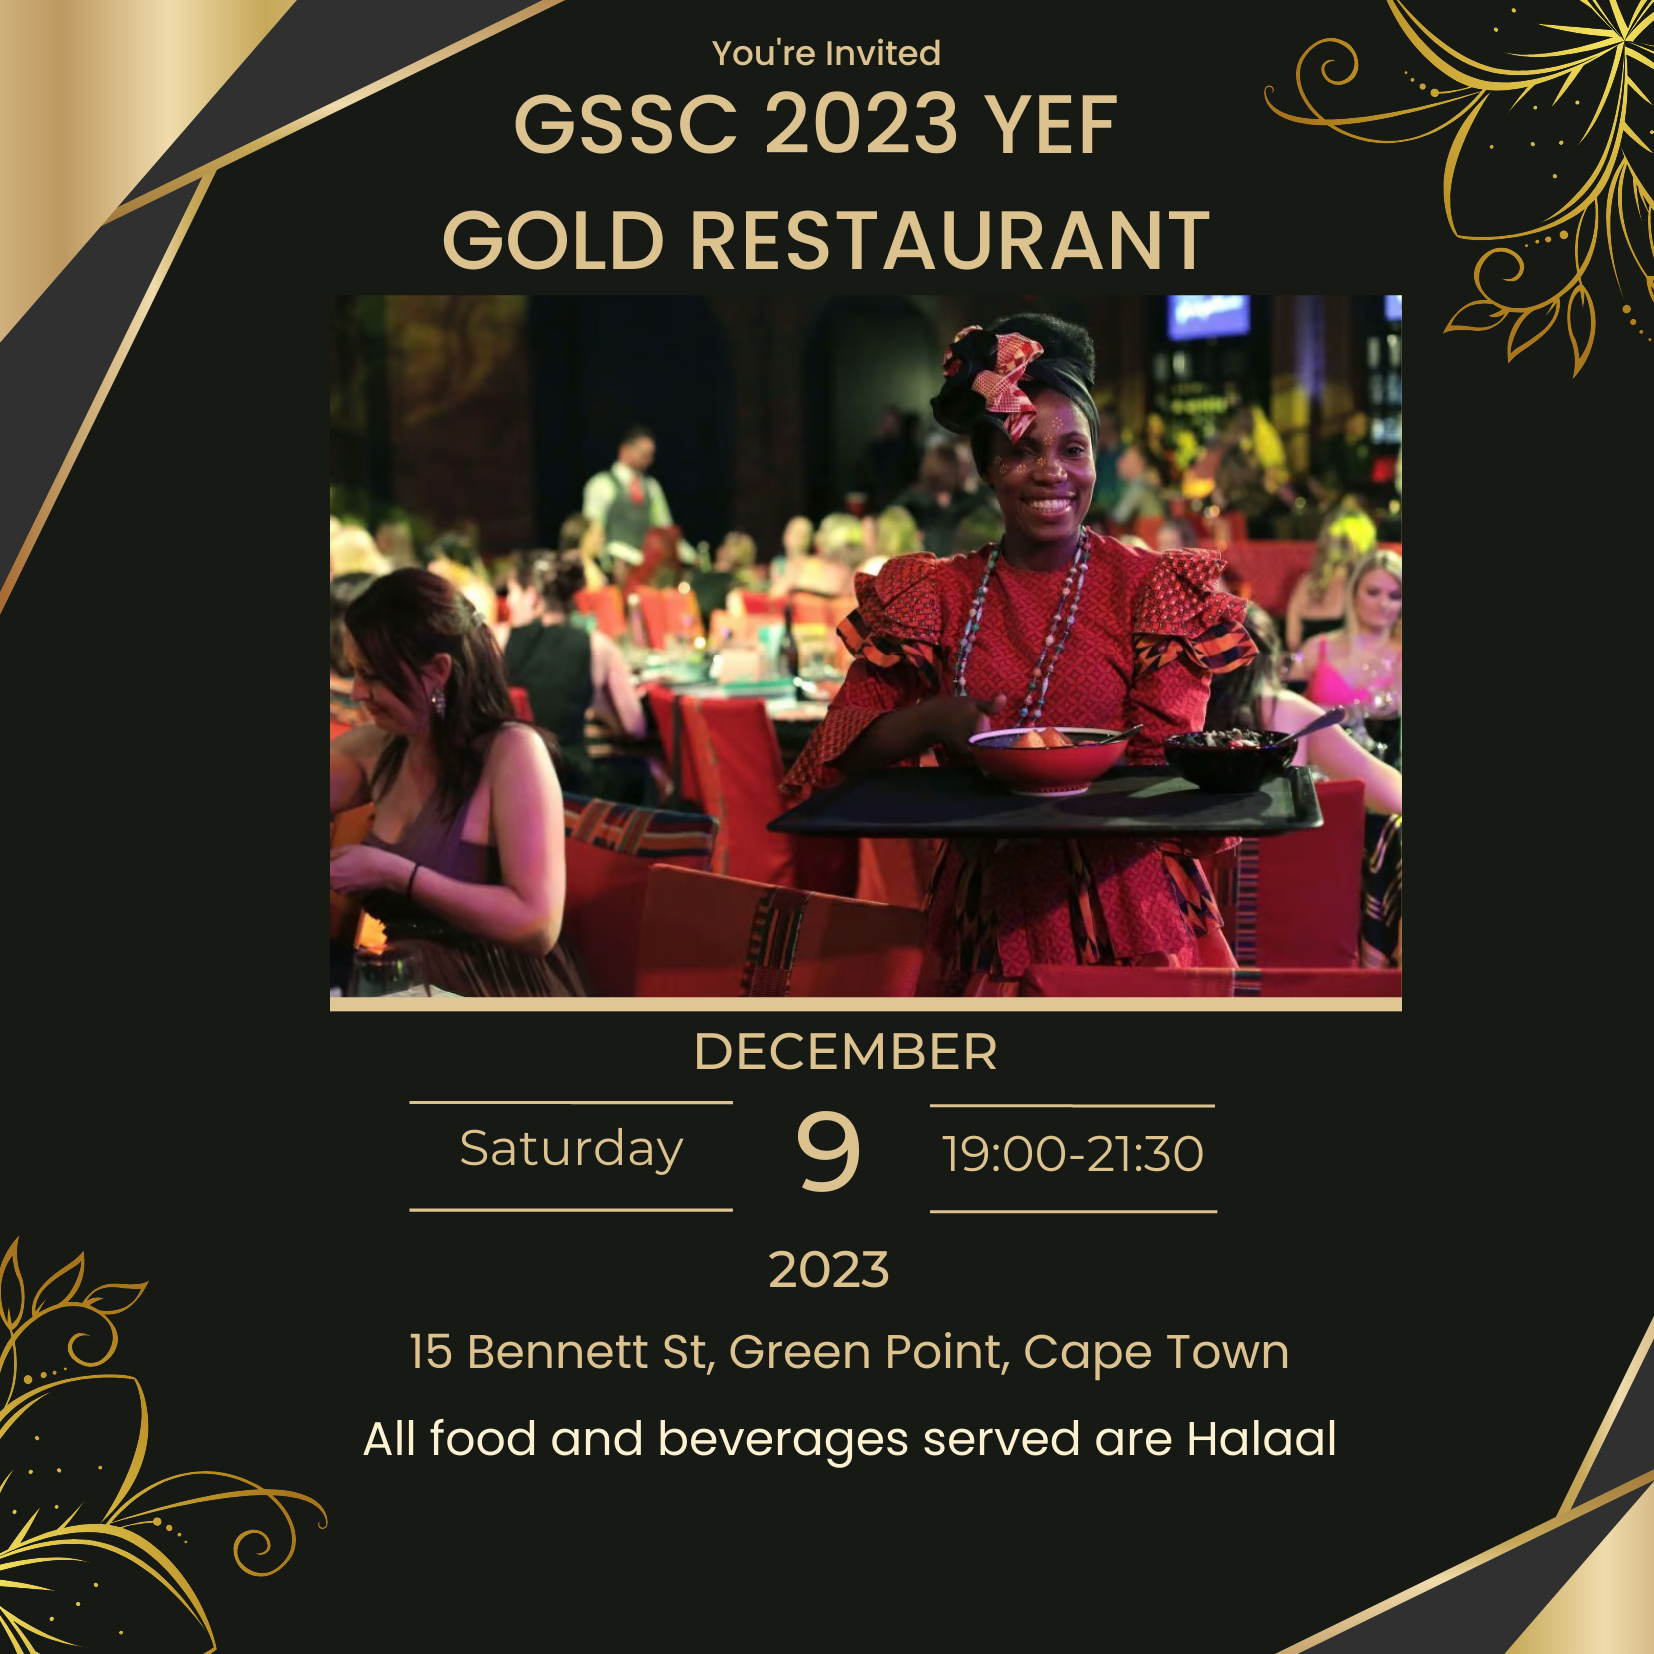 You're Invited
GSSC 2023 YEF
GOLD RESTAURANT
DECEMBER
Saturday
9
19:00-21:30
2023
15 Bennett St, Green Point, Cape Town
All food and beverages served are Halaal